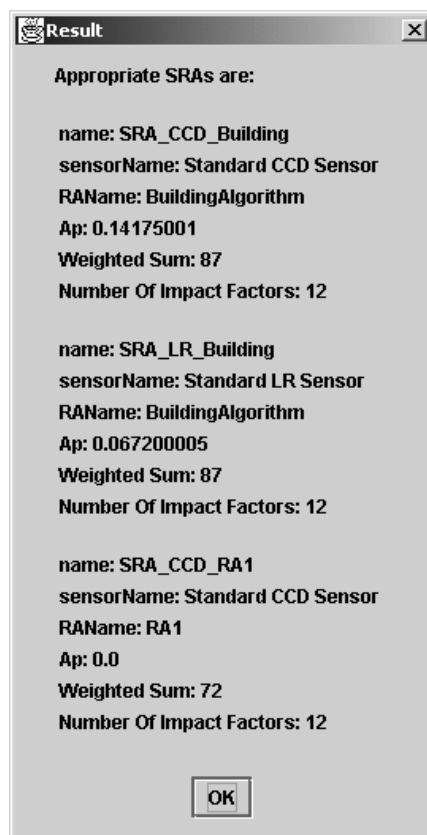 Result
Appropriate SRAs are:
name: SRA_CCD_Building
sensorName: Standard CCD Sensor
RAName: BuildingAlgorithm
Ap: 0.14175001
Weighted Sum: 87
Number Of Impact Factors: 12
name: SRA_LR_Building
sensorName: Standard LR Sensor
RAName: BuildingAlgorithm
Ap: 0.067200005
Weighted Sum: 87
Number Of Impact Factors: 12
name: SRA_CCD_RA1
sensorName: Standard CCD Sensor
RAName: RA1
Ap: 0.0
Weighted Sum: 72
Number Of Impact Factors: 12
OK